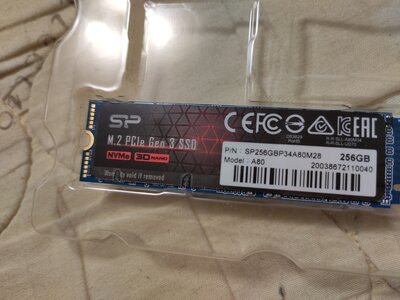 SP
M.2 PCIe Gen 3 SSD
NVMe 3D NAND
void if removed
CE FC EAC
P/N : SP256GBP34A80M28 256GB
Model : A80 20038672110040